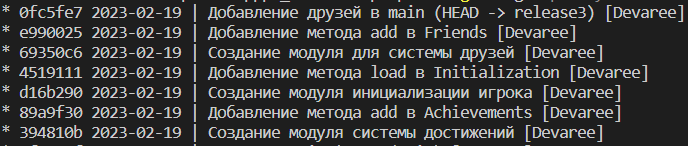 * 0fc5fe7 2023-02-19 | Добавление друзей в main (HEAD -> release3) [Devaree]
* e990025 2023-02-19 | Добавление метода add в Friends [Devaree]
* 69350c6 2023-02-19 | Создание модуля для системы друзей [Devaree]
* 4519111 2023-02-19 | Добавление метода load в Initialization [Devaree]
* d16b290 2023-02-19 | Создание модуля инициализации игрока [Devaree]
* 89a9f30 2023-02-19 | Добавление метода add в Achievements [Devaree]
* 394810b 2023-02-19 | Создание модуля системы достижений [Devaree]